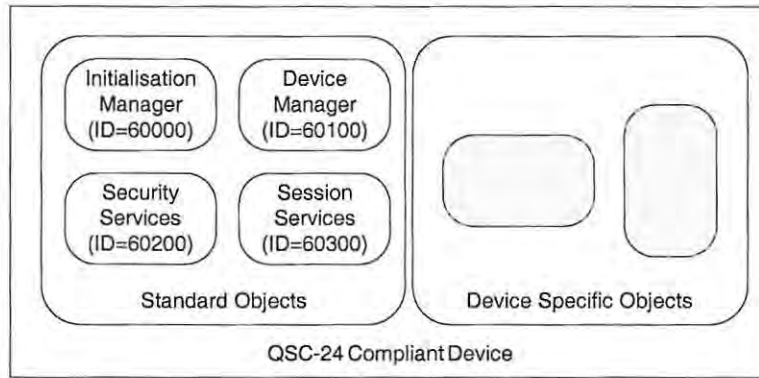 Initialisation
Manager
(ID=60000)
Device
Manager
(ID=60100)
Security
Services
(ID=60200)
Session
Services
(ID=60300)
Standard Objects
Device Specific Objects
QSC-24 Compliant Device